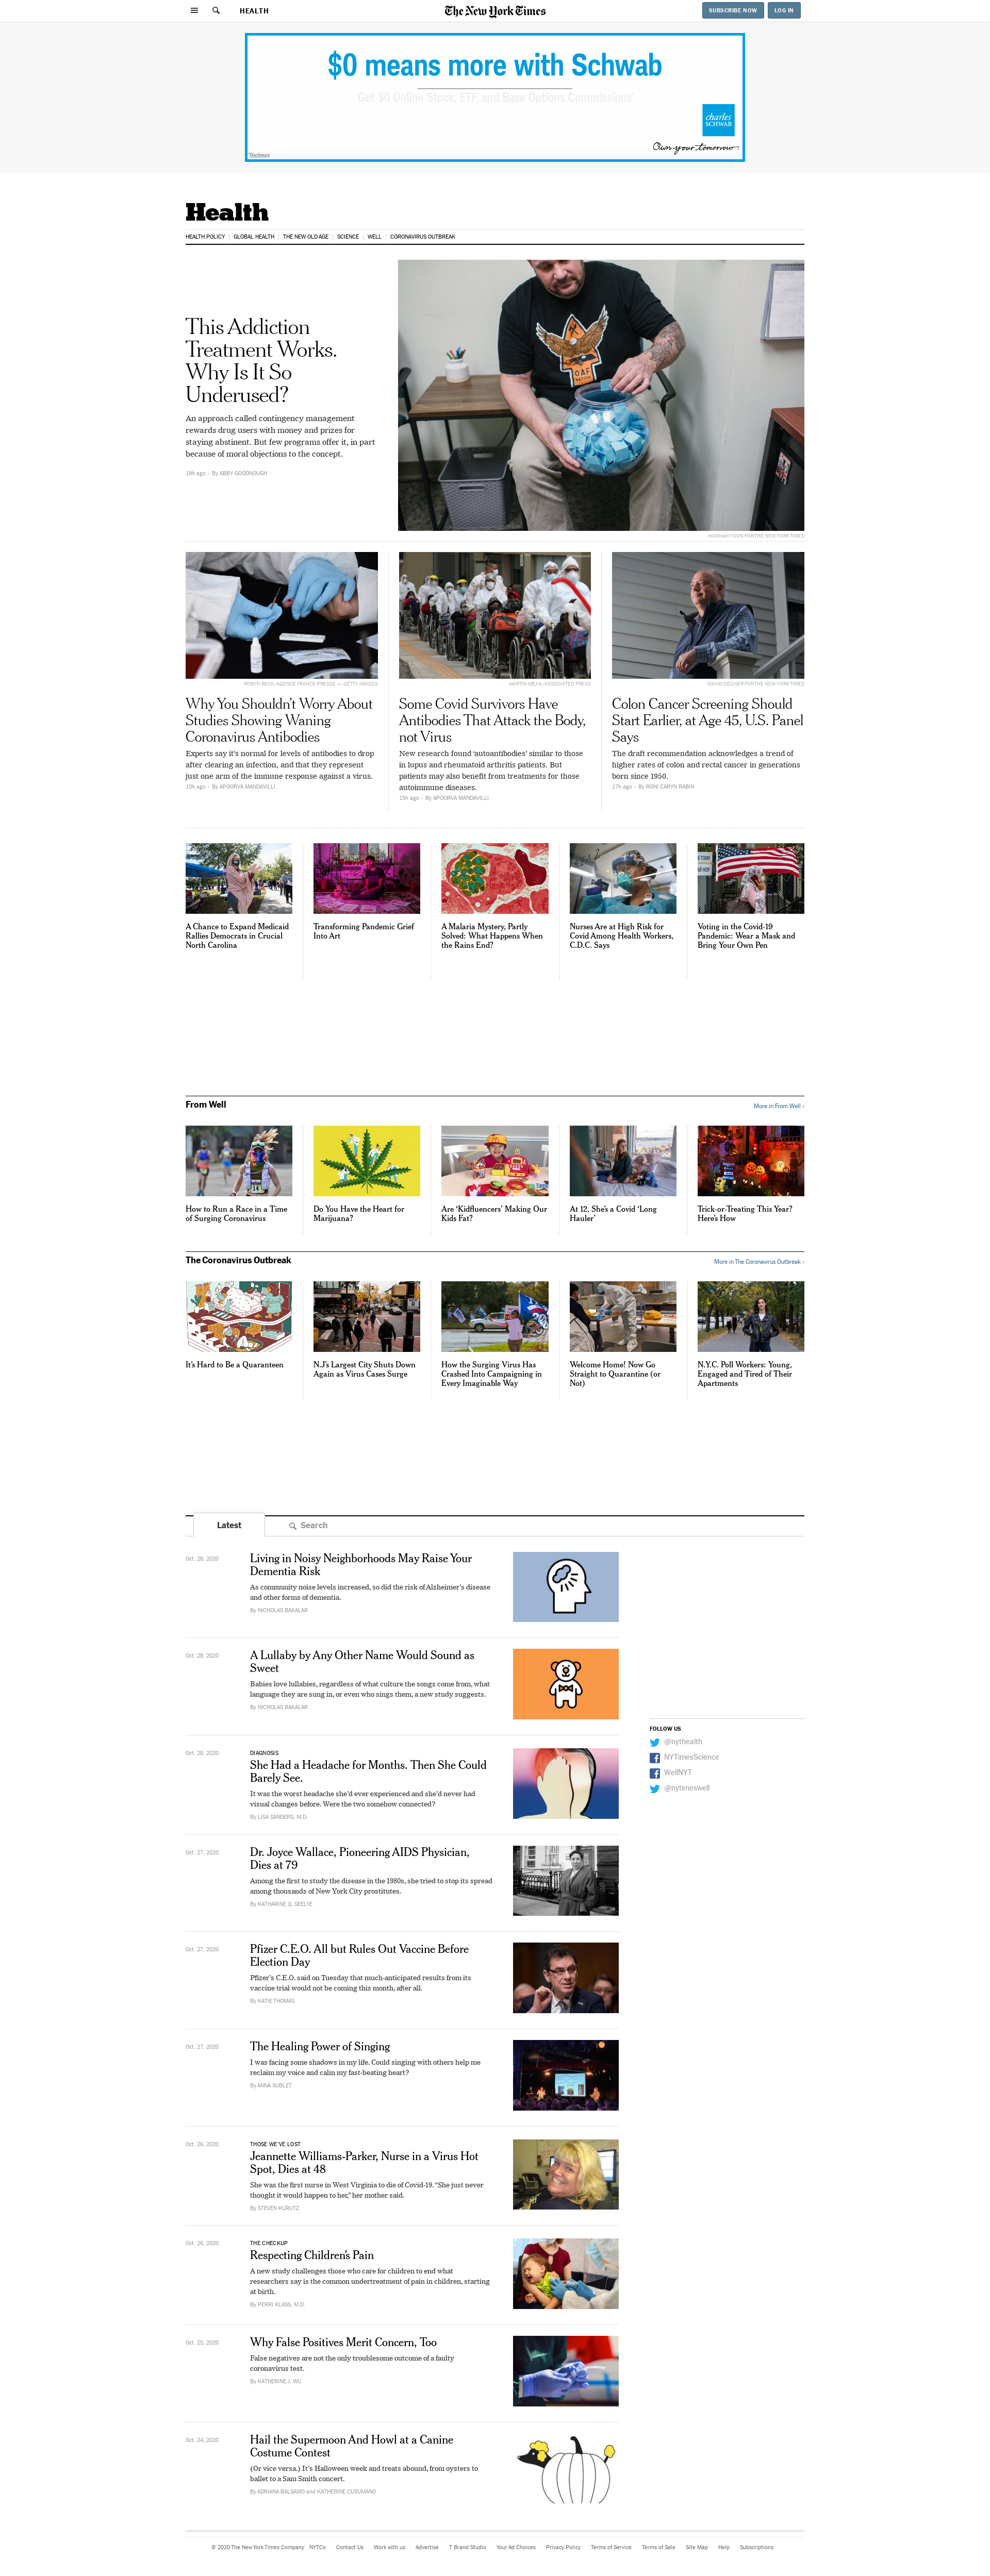 HEALTH
The New York Times
SUBSCRIBE NOW
LOG IN
$0 means more with Schwab
Get $0 Online Stock, ETF, and Base Options Commissions*
charles
SCHWAB
Own your tomorrow
Disclosure
Health
HEALTH POLICY
GLOBAL HEALTH
THE NEW OLD AGE
SCIENCE
WELL
CORONAVIRUS OUTBREAK
This Addiction
Treatment Works.
Why Is It So
Underused?
An approach called contingency management
rewards drug users with money and prizes for
staying abstinent. But few programs offer it, in part
because of moral objections to the concept.
19h ago - By ABBY GOODNOUGH
OAF
NATION
HANNAH YOON FOR THE NEW YORK TIMES
ROBYN BECK/AGENCE FRANCE-PRESSE — GETTY IMAGES
Why You Shouldn't Worry About
Studies Showing Waning
Coronavirus Antibodies
Experts say it's normal for levels of antibodies to drop
after clearing an infection, and that they represent
just one arm of the immune response against a virus.
10h ago - By APOORVA MANDAVILLI
MARTIN MEJIA/ASSOCIATED PRESS
Some Covid Survivors Have
Antibodies That Attack the Body,
not Virus
New research found 'autoantibodies' similar to those
in lupus and rheumatoid arthritis patients. But
patients may also benefit from treatments for those
autoimmune diseases.
15h ago - By APOORVA MANDAVILLI
DAVID DEGNER FOR THE NEW YORK TIMES
Colon Cancer Screening Should
Start Earlier, at Age 45, U.S. Panel
Says
The draft recommendation acknowledges a trend of
higher rates of colon and rectal cancer in generations
born since 1950.
17h ago - By RONI CARYN RABIN
A Chance to Expand Medicaid
Rallies Democrats in Crucial
North Carolina
Transforming Pandemic Grief
Into Art
A Malaria Mystery, Partly
Solved: What Happens When
the Rains End?
Nurses Are at High Risk for
Covid Among Health Workers,
C.D.C. Says
Voting in the Covid-19
Pandemic: Wear a Mask and
Bring Your Own Pen
From Well
More in From Well ›
How to Run a Race in a Time
of Surging Coronavirus
Do You Have the Heart for
Marijuana?
Are 'Kidfluencers' Making Our
Kids Fat?
At 12, She's a Covid 'Long
Hauler'
Trick-or-Treating This Year?
Here's How
The Coronavirus Outbreak
More in The Coronavirus Outbreak ›
It's Hard to Be a Quaranteen
N.J.'s Largest City Shuts Down
Again as Virus Cases Surge
How the Surging Virus Has
Crashed Into Campaigning in
Every Imaginable Way
Welcome Home! Now Go
Straight to Quarantine (or
Not)
N.Y.C. Poll Workers: Young,
Engaged and Tired of Their
Apartments
Latest
Search
Oct. 28, 2020
Living in Noisy Neighborhoods May Raise Your
Dementia Risk
As community noise levels increased, so did the risk of Alzheimer's disease
and other forms of dementia.
By NICHOLAS BAKALAR
Oct. 28, 2020
A Lullaby by Any Other Name Would Sound as
Sweet
Babies love lullabies, regardless of what culture the songs come from, what
language they are sung in, or even who sings them, a new study suggests.
By NICHOLAS BAKALAR
FOLLOW US
@nythealth
NYTimesScience
WellNYT
@nytimeswell
Oct. 28, 2020
DIAGNOSIS
She Had a Headache for Months. Then She Could
Barely See.
It was the worst headache she'd ever experienced and she'd never had
visual changes before. Were the two somehow connected?
By LISA SANDERS, M.D.
Oct. 27, 2020
Dr. Joyce Wallace, Pioneering AIDS Physician,
Dies at 79
Among the first to study the disease in the 1980s, she tried to stop its spread
among thousands of New York City prostitutes.
By KATHARINE Q. SEELYE
Oct. 27, 2020
Pfizer C.E.O. All but Rules Out Vaccine Before
Election Day
Pfizer's C.E.O. said on Tuesday that much-anticipated results from its
vaccine trial would not be coming this month, after all.
By KATIE THOMAS
Oct. 27, 2020
The Healing Power of Singing
I was facing some shadows in my life. Could singing with others help me
reclaim my voice and calm my fast-beating heart?
By ANNA SUBLET
Oct. 26, 2020
THOSE WE'VE LOST
Jeannette Williams-Parker, Nurse in a Virus Hot
Spot, Dies at 48
She was the first nurse in West Virginia to die of Covid-19. "She just never
thought it would happen to her," her mother said.
By STEVEN KURUTZ
Oct. 26, 2020
THE CHECKUP
Respecting Children's Pain
A new study challenges those who care for children to end what
researchers say is the common undertreatment of pain in children, starting
at birth.
By PERRI KLASS, M.D.
Oct. 25, 2020
Why False Positives Merit Concern, Too
False negatives are not the only troublesome outcome of a faulty
coronavirus test.
By KATHERINE J. WU
Oct. 24, 2020
Hail the Supermoon And Howl at a Canine
Costume Contest
(Or vice versa.) It's Halloween week and treats abound, from oysters to
ballet to a Sam Smith concert.
By ADRIANA BALSAMO and KATHERINE CUSUMANO
© 2020 The New York Times Company
NYTCo
Contact Us
Work with us
Advertise
T Brand Studio
Your Ad Choices
Privacy Policy
Terms of Service
Terms of Sale
Site Map
Help
Subscriptions